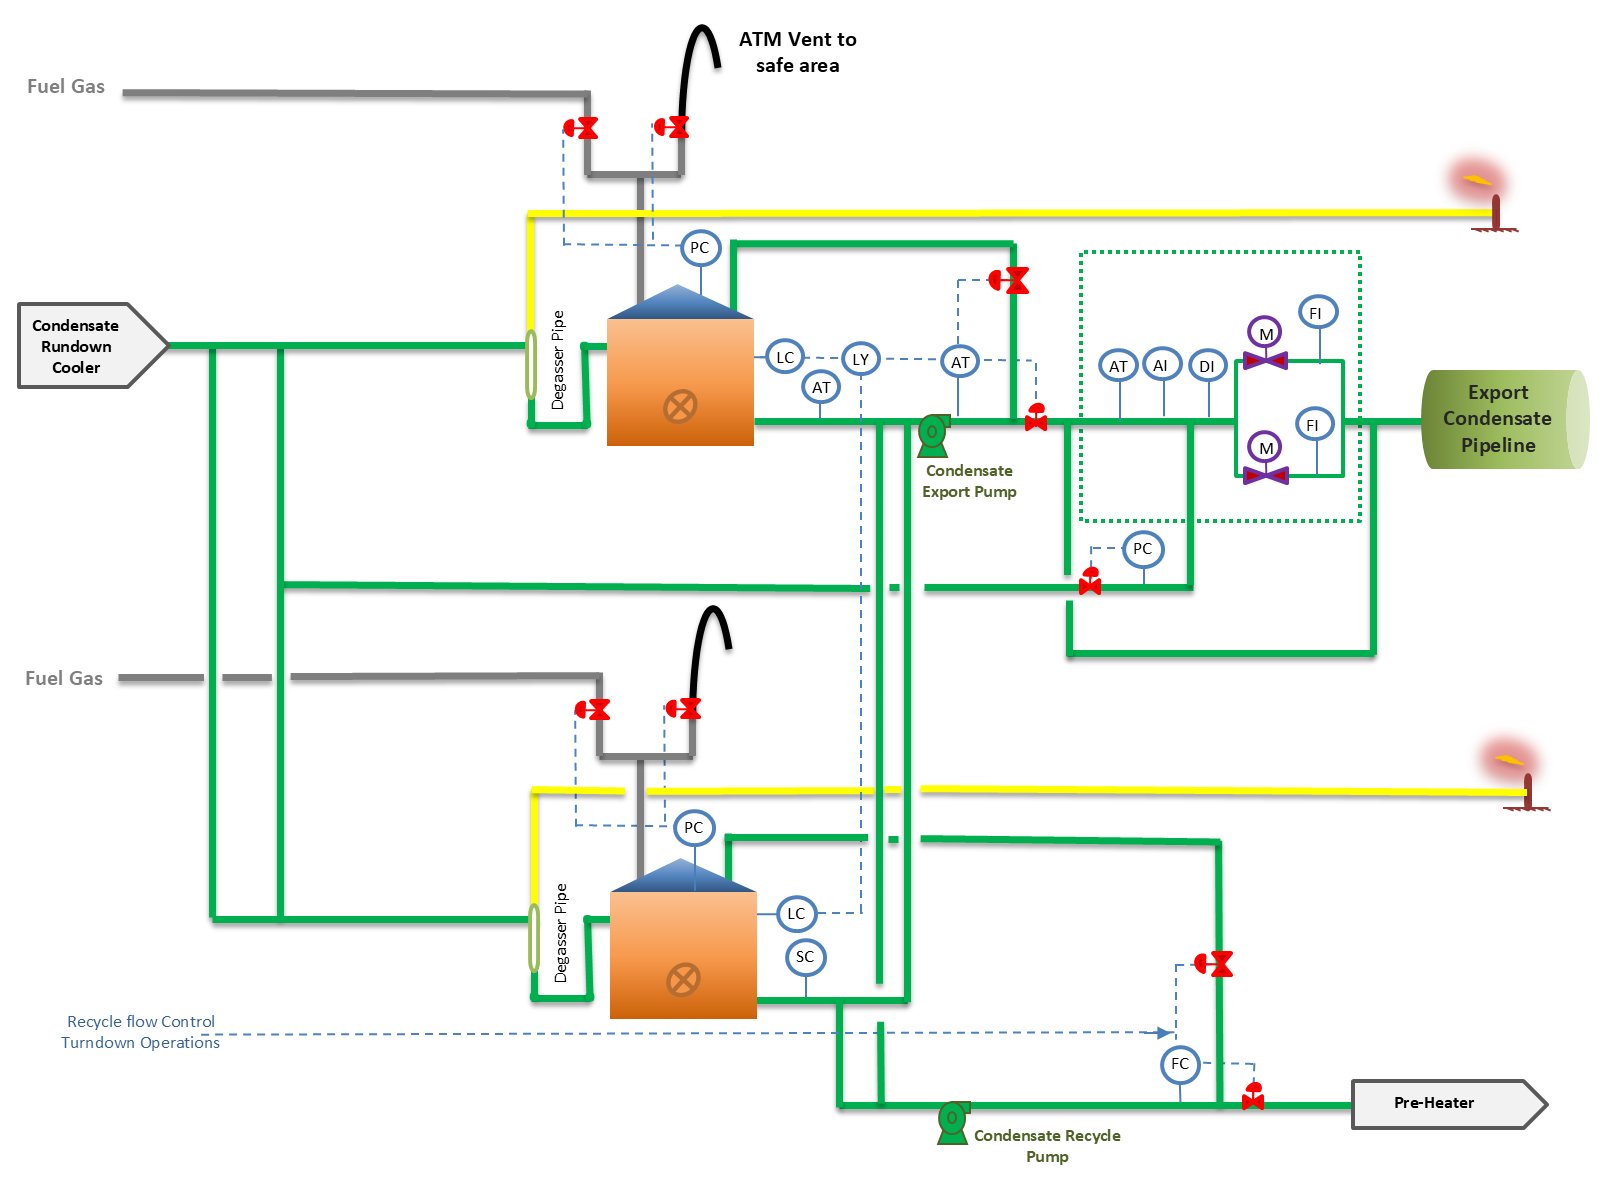 ATM Vent to
safe area
Fuel Gas
PC
Condensate
Rundown
Cooler
Degasser Pipe
LC
LY
AT
AT
AT
AI
DI
M
FI
M
FI
Export
Condensate
Pipeline
Condensate
Export Pump
PC
Fuel Gas
PC
Degasser Pipe
LC
SC
Recycle flow Control
Turndown Operations
FC
Pre-Heater
Condensate Recycle
Pump